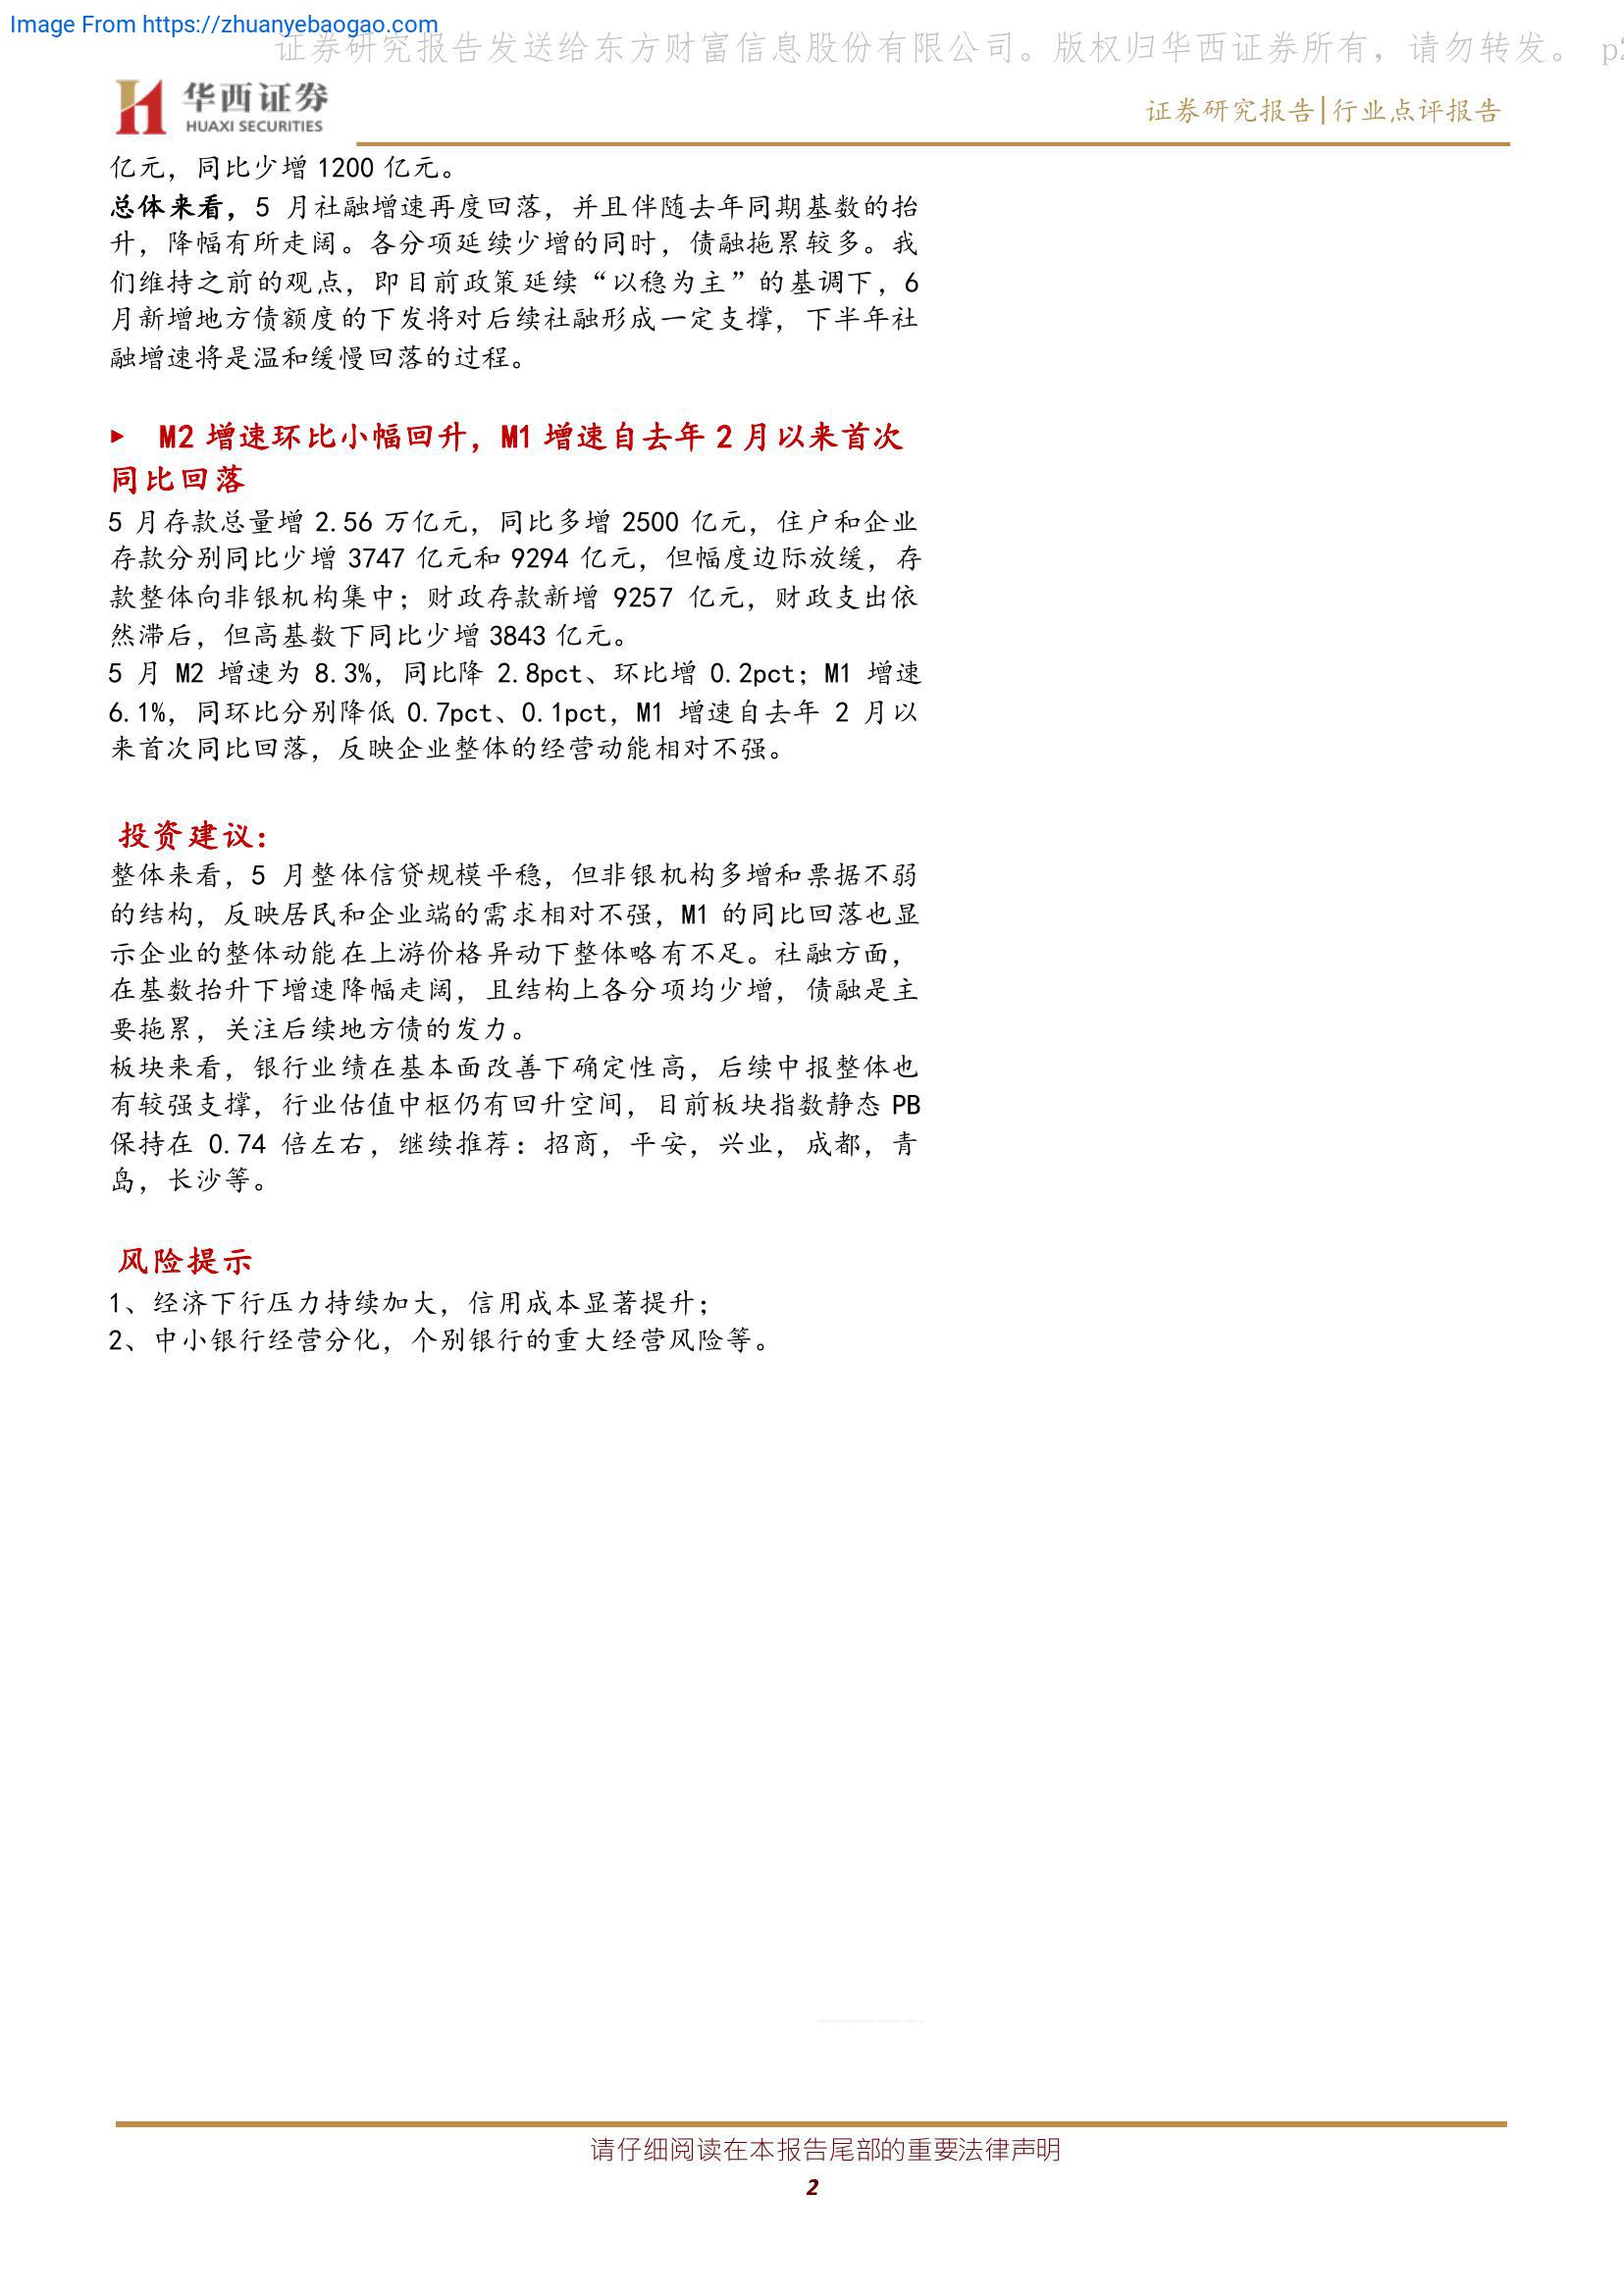 Image From https://zhuanyebaogao.com
证券研究报告发送给东方财富信息股份有限公司。版权归华西证券所有，请勿转发。 p2
华西证券
HUAXI SECURITIES
证券研究报告|行业点评报告
亿元，同比少增 1200 亿元。
总体来看，5 月社融增速再度回落，并且伴随去年同期基数的抬
升，降幅有所走阔。各分项延续少增的同时，债融拖累较多。我
们维持之前的观点，即目前政策延续“以稳为主”的基调下，6
月新增地方债额度的下发将对后续社融形成一定支撑，下半年社
融增速将是温和缓慢回落的过程。
► M2 增速环比小幅回升，M1 增速自去年 2 月以来首次
同比回落
5 月存款总量增 2.56 万亿元，同比多增 2500 亿元，住户和企业
存款分别同比少增 3747 亿元和 9294 亿元，但幅度边际放缓，存
款整体向非银机构集中；财政存款新增 9257 亿元，财政支出依
然滞后，但高基数下同比少增 3843 亿元。
5 月 M2 增速为 8.3%，同比降 2.8pct、环比增 0.2pct；M1 增速
6.1%，同环比分别降低 0.7pct、0.1pct，M1 增速自去年 2 月以
来首次同比回落，反映企业整体的经营动能相对不强。
投资建议：
整体来看，5 月整体信贷规模平稳，但非银机构多增和票据不弱
的结构，反映居民和企业端的需求相对不强，M1 的同比回落也显
示企业的整体动能在上游价格异动下整体略有不足。社融方面，
在基数抬升下增速降幅走阔，且结构上各分项均少增，债融是主
要拖累，关注后续地方债的发力。
板块来看，银行业绩在基本面改善下确定性高，后续中报整体也
有较强支撑，行业估值中枢仍有回升空间，目前板块指数静态 PB
保持在 0.74 倍左右，继续推荐：招商，平安，兴业，成都，青
岛，长沙等。
风险提示
1、经济下行压力持续加大，信用成本显著提升；
2、中小银行经营分化，个别银行的重大经营风险等。
请仔细阅读在本报告尾部的重要法律声明
2